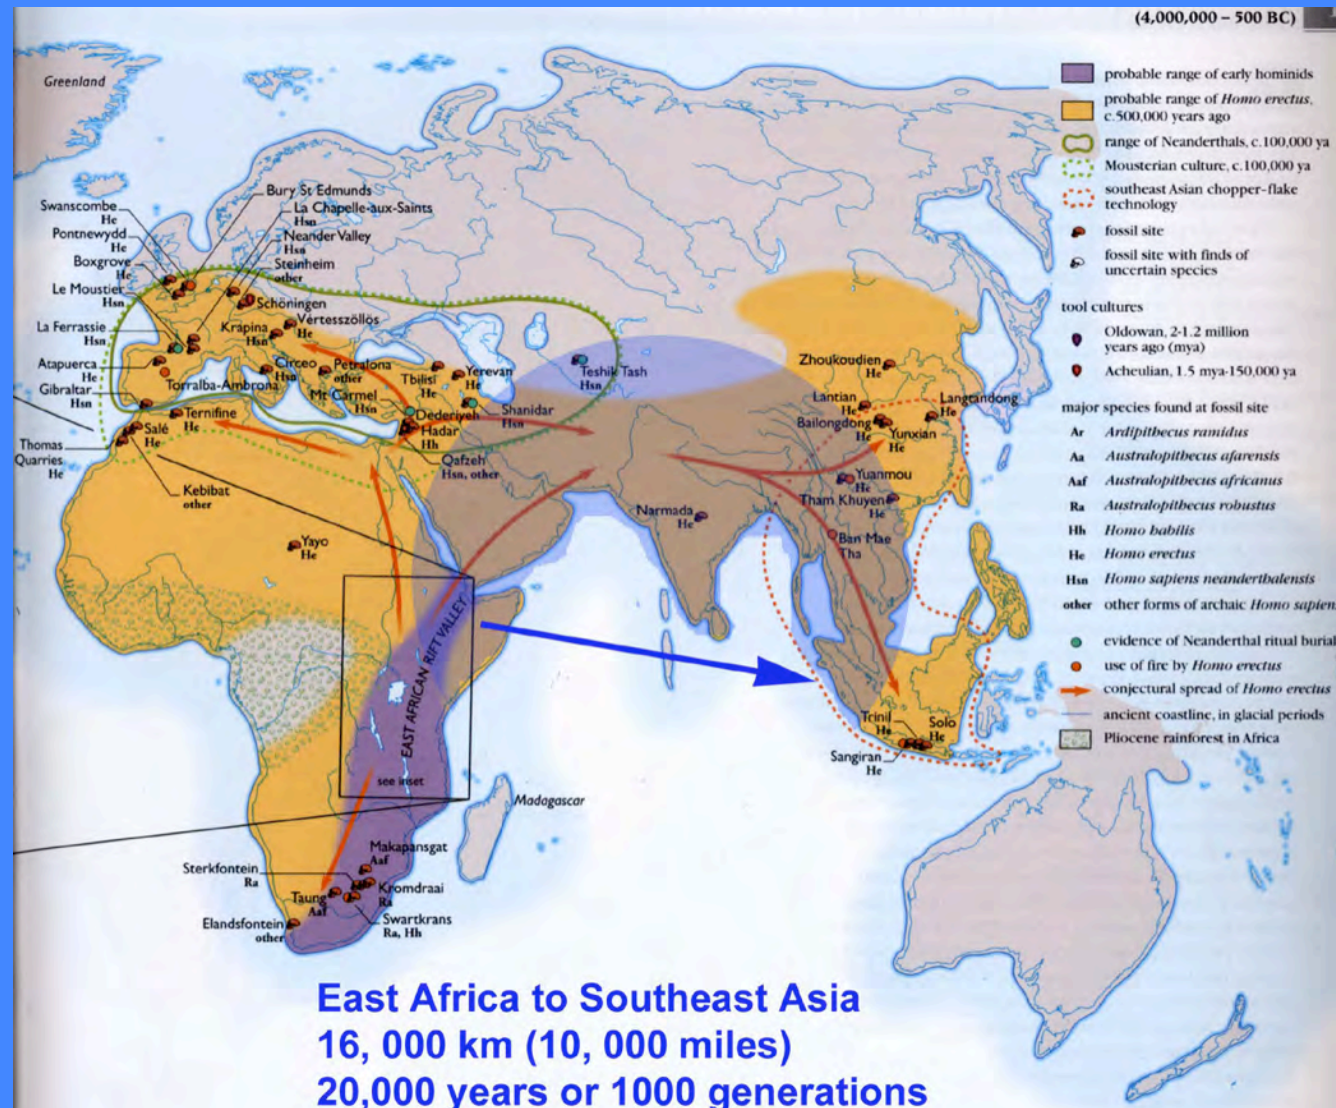 (4,000,000 – 500 BC)
Greenland
probable range of early hominids
probable range of Homo erectus,
c.500,000 years ago
range of Neanderthals, c.100,000 ya
Mousterian culture, c.100,000 ya
southeast Asian chopper-flake
technology
fossil site
fossil site with finds of
uncertain species
tool cultures
Oldowan, 2-1.2 million
years ago (mya)
Acheulian, 1.5 mya-150,000 ya
major species found at fossil site
Ar Ardipithecus ramidus
Aa Australopithecus afarensis
Aaf Australopithecus africanus
Ra Australopithecus robustus
Hh Homo habilis
He Homo erectus
Hsn Homo sapiens neanderthalensis
other other forms of archaic Homo sapien
evidence of Neanderthal ritual burial
use of fire by Homo erectus
conjectural spread of Homo erectus
ancient coastline, in glacial periods
Pliocene rainforest in Africa
Bury St Edmunds
La Chapelle-aux-Saints
Hsn
Swanscombe
He
Neander Valley
Hsn
Pontnewydd
He
Steinheim
other
Boxgrove
He
Le Moustier
Hsn
Schöningen
Vértesszöllös
He
La Ferrassie
Hsn
Krapina
Hsn
Atapuerca
He
Circeo
Hsn
Petralona
other
Tbilisi
He
Yerevan
He
Teshik Tash
Hsn
Torralba-Ambrona
Gibraltar
Hsn
Mt Carmel
Hsn
Dederiyeh
Shanidar
Hsn
Ternifine
He
Salé
He
Hadar
Hh
Thomas
Quarries
He
Qafzeh
Hsn, other
Kebibat
other
Yayo
He
Zhoukoudien
He
Lantian
He
Langtandong
He
Bailongdong
He
Yunxian
He
Yuanmou
He
Tham Khuyen
He
Narmada
He
Ban Mae
Tha
EAST AFRICAN RIFT VALLEY
see inset
Trinil
He
Solo
He
Sangiran
He
Madagascar
Makapansgat
Aaf
Sterkfontein
Ra
Kromdraai
Ra
Taung
Aaf
Swartkrans
Ra, Hh
Elandsfontein
other
East Africa to Southeast Asia
16, 000 km (10, 000 miles)
20,000 years or 1000 generations